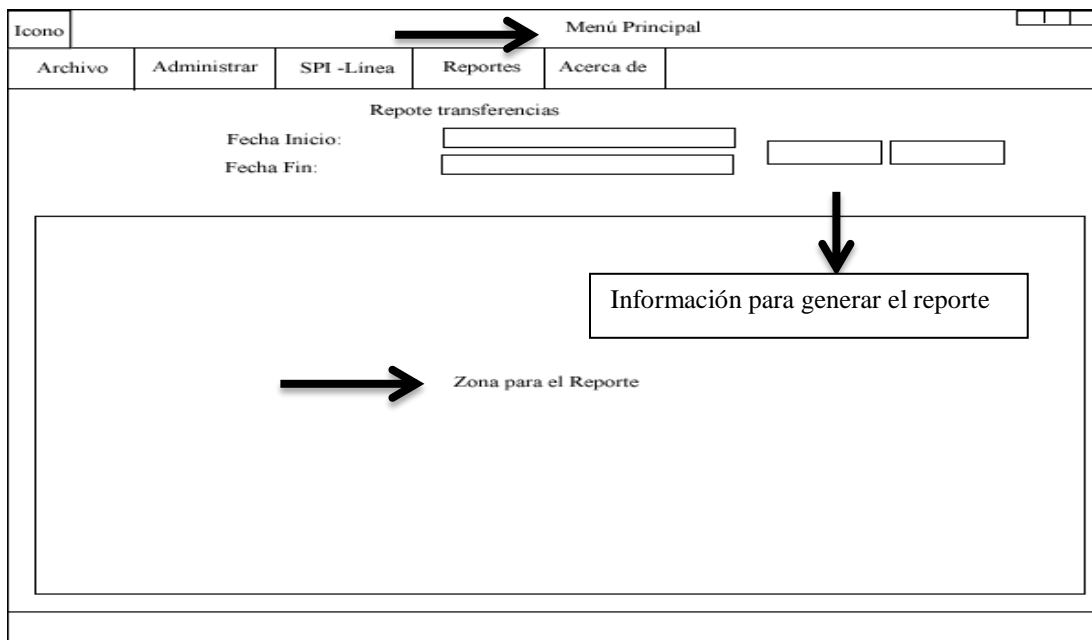 Icono
Menú Principal
Archivo Administrar SPI -Línea Reportes Acerca de
Repote transferencias
Fecha Inicio:
Fecha Fin:
Información para generar el reporte
Zona para el Reporte